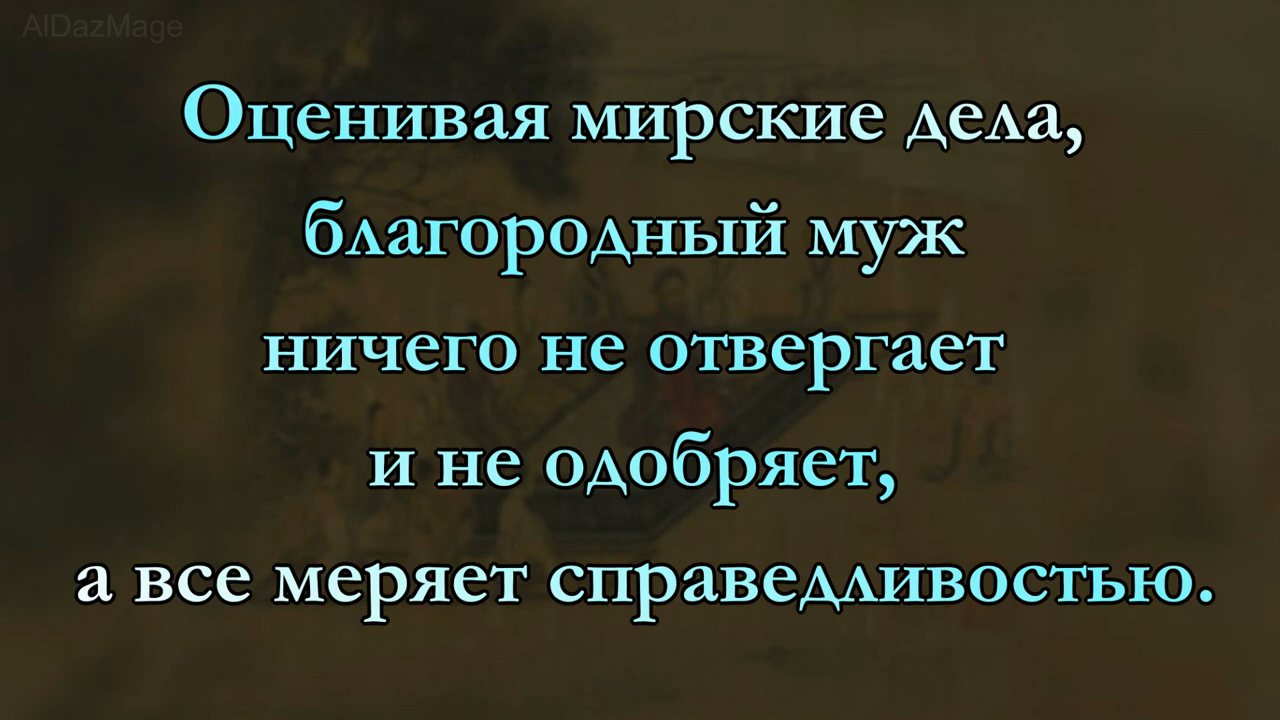 AlDazMage
Оценивая мирские дела,
благородный муж
ничего не отвергает
и не одобряет,
а все меряет справедливостью.